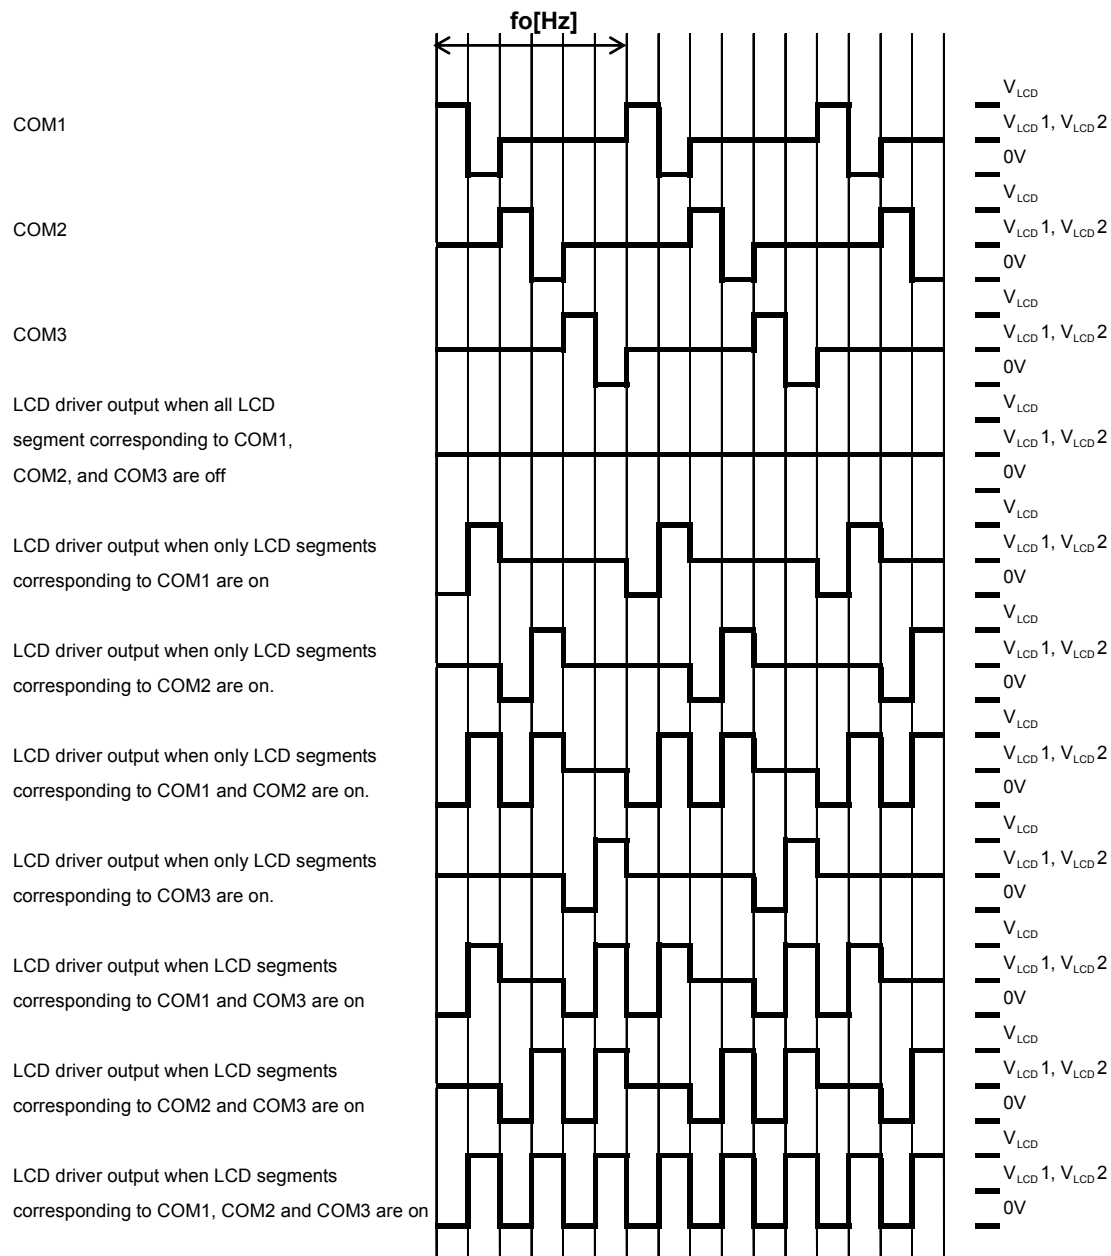 fo[Hz]
VLCD
COM1
VLCD1, VLCD2
0V
VLCD
COM2
VLCD1, VLCD2
0V
VLCD
COM3
VLCD1, VLCD2
0V
LCD driver output when all LCD
segment corresponding to COM1,
COM2, and COM3 are off
VLCD
VLCD1, VLCD2
0V
LCD driver output when only LCD segments
corresponding to COM1 are on
VLCD
VLCD1, VLCD2
0V
LCD driver output when only LCD segments
corresponding to COM2 are on.
VLCD
VLCD1, VLCD2
0V
LCD driver output when only LCD segments
corresponding to COM1 and COM2 are on.
VLCD
VLCD1, VLCD2
0V
LCD driver output when only LCD segments
corresponding to COM3 are on.
VLCD
VLCD1, VLCD2
0V
LCD driver output when LCD segments
corresponding to COM1 and COM3 are on
VLCD
VLCD1, VLCD2
0V
LCD driver output when LCD segments
corresponding to COM2 and COM3 are on
VLCD
VLCD1, VLCD2
0V
LCD driver output when LCD segments
corresponding to COM1, COM2 and COM3 are on
VLCD
VLCD1, VLCD2
0V